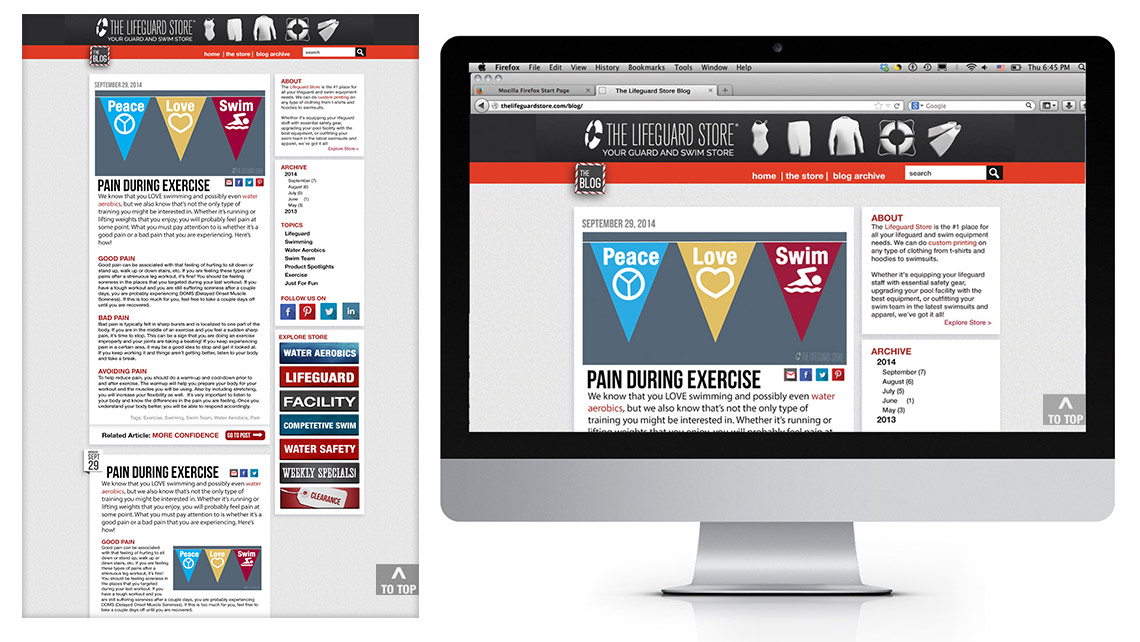 THE LIFEGUARD STORE
YOUR GUARD AND SWIM STORE
THE
BLOG
home | the store | blog archive
search
SEPTEMBER 29, 2014
Peace
Love
Swim
THE LIFEGUARD STORE
PAIN DURING EXERCISE
We know that you LOVE swimming and possibly even water
aerobics, but we also know that's not the only type of
training you might be interested in. Whether it's running or
lifting weights that you enjoy, you will probably feel pain at
some point. What you must pay attention to is whether it's a
good pain or a bad pain that you are experiencing. Here's
how!
GOOD PAIN
Good pain can be associated with that feeling of hurting to sit down or
stand up, walk up or down stairs, etc. If you are feeling these types of
pains after a strenuous leg workout, it's fine! You should be feeling
soreness in the places that you targeted during your last workout. If you
have a tough workout and you are still suffering soreness after a couple
days, you are probably experiencing DOMS (Delayed Onset Muscle
Soreness). If this is too much for you, feel free to take a couple days off
until you are recovered.
BAD PAIN
Bad pain is typically felt in sharp bursts and is localized to one part of the
body. If you are in the middle of an exercise and you feel a sudden sharp
pain, it's time to stop. This can be a sign that you are doing an exercise
improperly and your joints are taking a beating! If you keep experiencing
pain in a certain area, it may be a good idea to stop and get it looked at.
If you keep working it and things aren't getting better, listen to your body
and take a break.
AVOIDING PAIN
To help reduce pain, you should do a warm-up and cool-down prior to
and after exercise. The warmup will help you prepare your body for your
workout and the muscles you will be using. Also by including stretching,
you will increase your flexibility as well. It's very important to listen to
your body and know the differences in the pain you are feeling. Once you
understand your body better, you will be able to respond accordingly.
Tags: Exercise, Swiming, Swim Team, Water Aerobics, Pain
Related Article: MORE CONFIDENCE
GO TO POST
SEPT
29
PAIN DURING EXERCISE
We know that you LOVE swimming and possibly even water
aerobics, but we also know that's not the only type of
training you might be interested in. Whether it's running or
lifting weights that you enjoy, you will probably feel pain at
some point. What you must pay attention to is whether it's a
good pain or a bad pain that you are experiencing. Here's
how!
GOOD PAIN
Good pain can be associated
with that feeling of hurting to sit
down or stand up, walk up or
down stairs, etc. If you are
feeling these types of pains after
a strenuous leg workout, it's fine!
You should be feeling soreness in
the places that you targeted
during your last workout. If you
have a tough workout and you
are still suffering soreness after a couple days, you are probably experiencing
DOMS (Delayed Onset Muscle Soreness). If this is too much for you, feel free to
take a couple days off until you are recovered.
Peace
Love
Swim
ABOUT
The Lifeguard Store is the #1 place for
all your lifeguard and swim equipment
needs. We can do custom printing on
any type of clothing from t-shirts and
hoodies to swimsuits.
Whether it's equipping your lifeguard
staff with essential safety gear,
upgrading your pool facility with the
best equipment, or outfitting your
swim team in the latest swimsuits and
apparel, we've got it all!
Explore Store >
ARCHIVE
2014
September (7)
August (6)
July (5)
June (1)
May (3)
2013
TOPICS
Lifeguard
Swimming
Water Aerobics
Swim Team
Product Spotlights
Exercise
Just For Fun
FOLLOW US ON
EXPLORE STORE
WATER AEROBICS
LIFEGUARD
FACILITY
COMPETETIVE SWIM
WATER SAFETY
WEEKLY SPECIALS!
CLEARANCE
TO TOP
Firefox File Edit View History Bookmarks Tools Window Help
Thu 6:45 PM
Mozilla Firefox Start Page
The Lifeguard Store Blog
thelifeguardstore.com/blog/
Google
THE LIFEGUARD STORE
YOUR GUARD AND SWIM STORE
THE
BLOG
home | the store | blog archive
search
SEPTEMBER 29, 2014
Peace
Love
Swim
THE LIFEGUARD STORE
PAIN DURING EXERCISE
We know that you LOVE swimming and possibly even water
aerobics, but we also know that's not the only type of
training you might be interested in. Whether it's running or
lifting weights that you enjoy, you will probably feel pain at
ABOUT
The Lifeguard Store is the #1 place for
all your lifeguard and swim equipment
needs. We can do custom printing on
any type of clothing from t-shirts and
hoodies to swimsuits.
Whether it's equipping your lifeguard
staff with essential safety gear,
upgrading your pool facility with the
best equipment, or outfitting your
swim team in the latest swimsuits and
apparel, we've got it all!
Explore Store >
ARCHIVE
2014
September (7)
August (6)
July (5)
June (1)
May (3)
2013
TO TOP